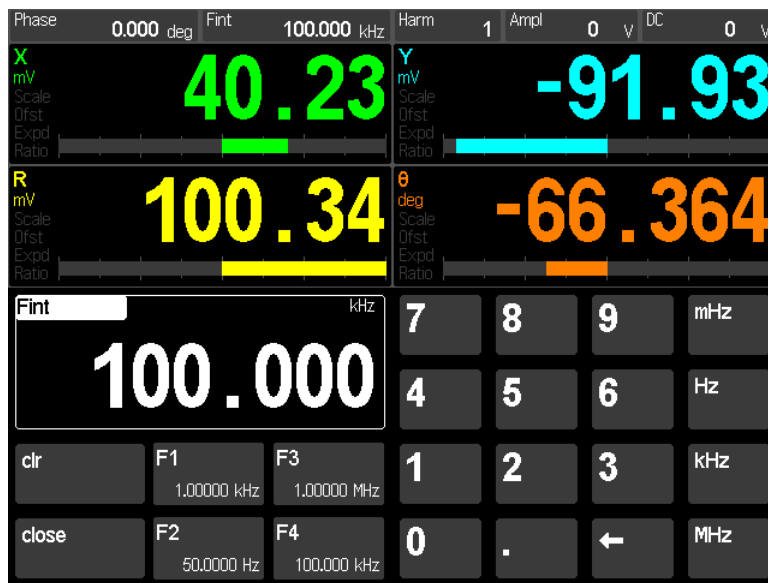 Phase 0.000 deg Fint 100.000 kHz Harm 1 Ampl 0 V DC 0 V
X
mV
Scale
Ofst
Expd
Ratio
40.23
Y
mV
Scale
Ofst
Expd
Ratio
-91.93
R
mV
Scale
Ofst
Expd
Ratio
100.34
θ
deg
Scale
Ofst
Expd
Ratio
-66.364
Fint kHz
100.000
7 8 9 mHz
4 5 6 Hz
clr F1 F3 1 2 3 kHz
1.00000 kHz 1.00000 MHz
close F2 F4 0 . ← MHz
50.0000 Hz 100.000 kHz